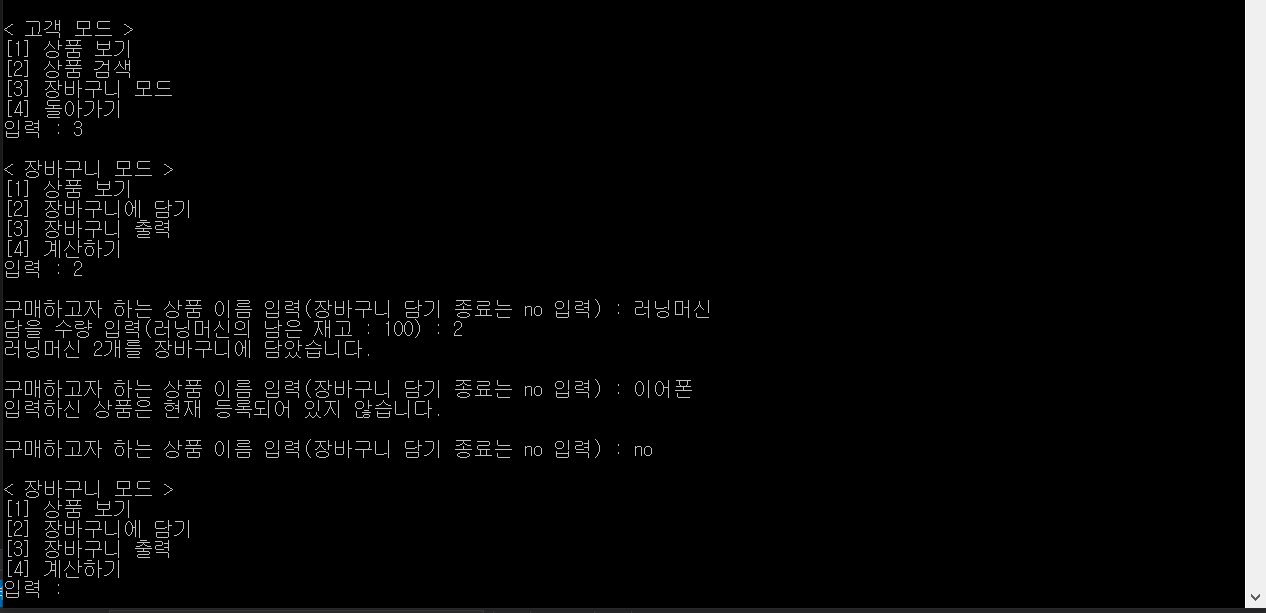 < 고객 모드 >
[1] 상품 보기
[2] 상품 검색
[3] 장바구니 모드
[4] 돌아가기
입력 : 3
< 장바구니 모드 >
[1] 상품 보기
[2] 장바구니에 담기
[3] 장바구니 출력
[4] 계산하기
입력 : 2
구매하고자 하는 상품 이름 입력(장바구니 담기 종료는 no 입력) : 러닝머신
담을 수량 입력(러닝머신의 남은 재고 : 100) : 2
러닝머신 2개를 장바구니에 담았습니다.
구매하고자 하는 상품 이름 입력(장바구니 담기 종료는 no 입력) : 이어폰
입력하신 상품은 현재 등록되어 있지 않습니다.
구매하고자 하는 상품 이름 입력(장바구니 담기 종료는 no 입력) : no
< 장바구니 모드 >
[1] 상품 보기
[2] 장바구니에 담기
[3] 장바구니 출력
[4] 계산하기
입력 :